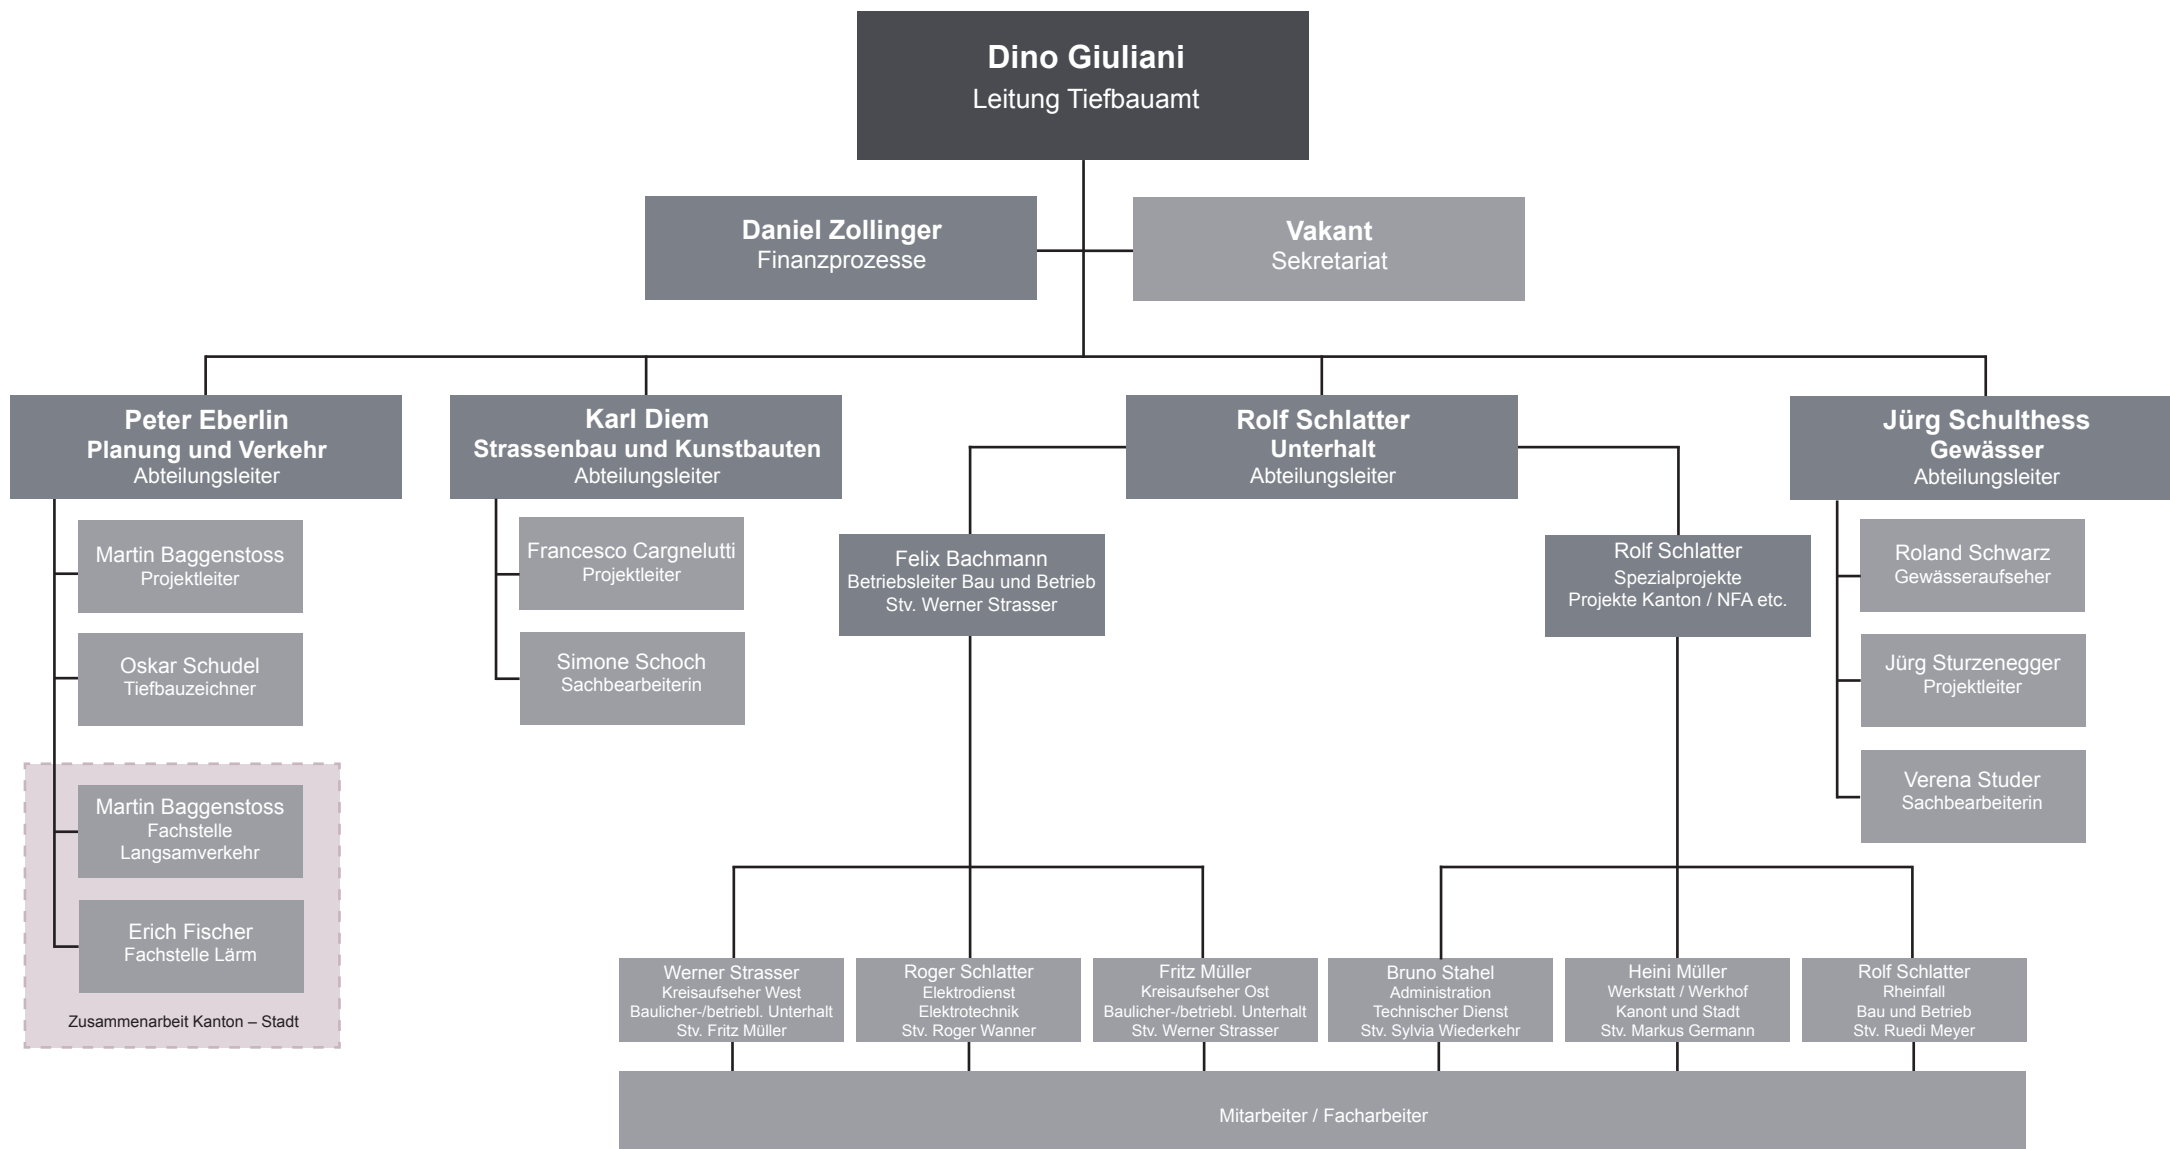 Dino Giuliani
Leitung Tiefbauamt
Daniel Zollinger
Finanzprozesse
Vakant
Sekretariat
Peter Eberlin
Planung und Verkehr
Abteilungsleiter
Karl Diem
Strassenbau und Kunstbauten
Abteilungsleiter
Rolf Schlatter
Unterhalt
Abteilungsleiter
Jürg Schulthess
Gewässer
Abteilungsleiter
Martin Baggenstoss
Projektleiter
Oskar Schudel
Tiefbauzeichner
Martin Baggenstoss
Fachstelle
Langsamverkehr
Erich Fischer
Fachstelle Lärm
Zusammenarbeit Kanton – Stadt
Francesco Cargnelutti
Projektleiter
Simone Schoch
Sachbearbeiterin
Felix Bachmann
Betriebsleiter Bau und Betrieb
Stv. Werner Strasser
Rolf Schlatter
Spezialprojekte
Projekte Kanton / NFA etc.
Roland Schwarz
Gewässeraufseher
Jürg Sturzenegger
Projektleiter
Verena Studer
Sachbearbeiterin
Werner Strasser
Kreisaufseher West
Baulicher-/betriebl. Unterhalt
Stv. Fritz Müller
Roger Schlatter
Elektrodienst
Elektrotechnik
Stv. Roger Wanner
Fritz Müller
Kreisaufseher Ost
Baulicher-/betriebl. Unterhalt
Stv. Werner Strasser
Bruno Stahel
Administration
Technischer Dienst
Stv. Sylvia Wiederkehr
Heini Müller
Werkstatt / Werkhof
Kanont und Stadt
Stv. Markus Germann
Rolf Schlatter
Rheinfall
Bau und Betrieb
Stv. Ruedi Meyer
Mitarbeiter / Facharbeiter